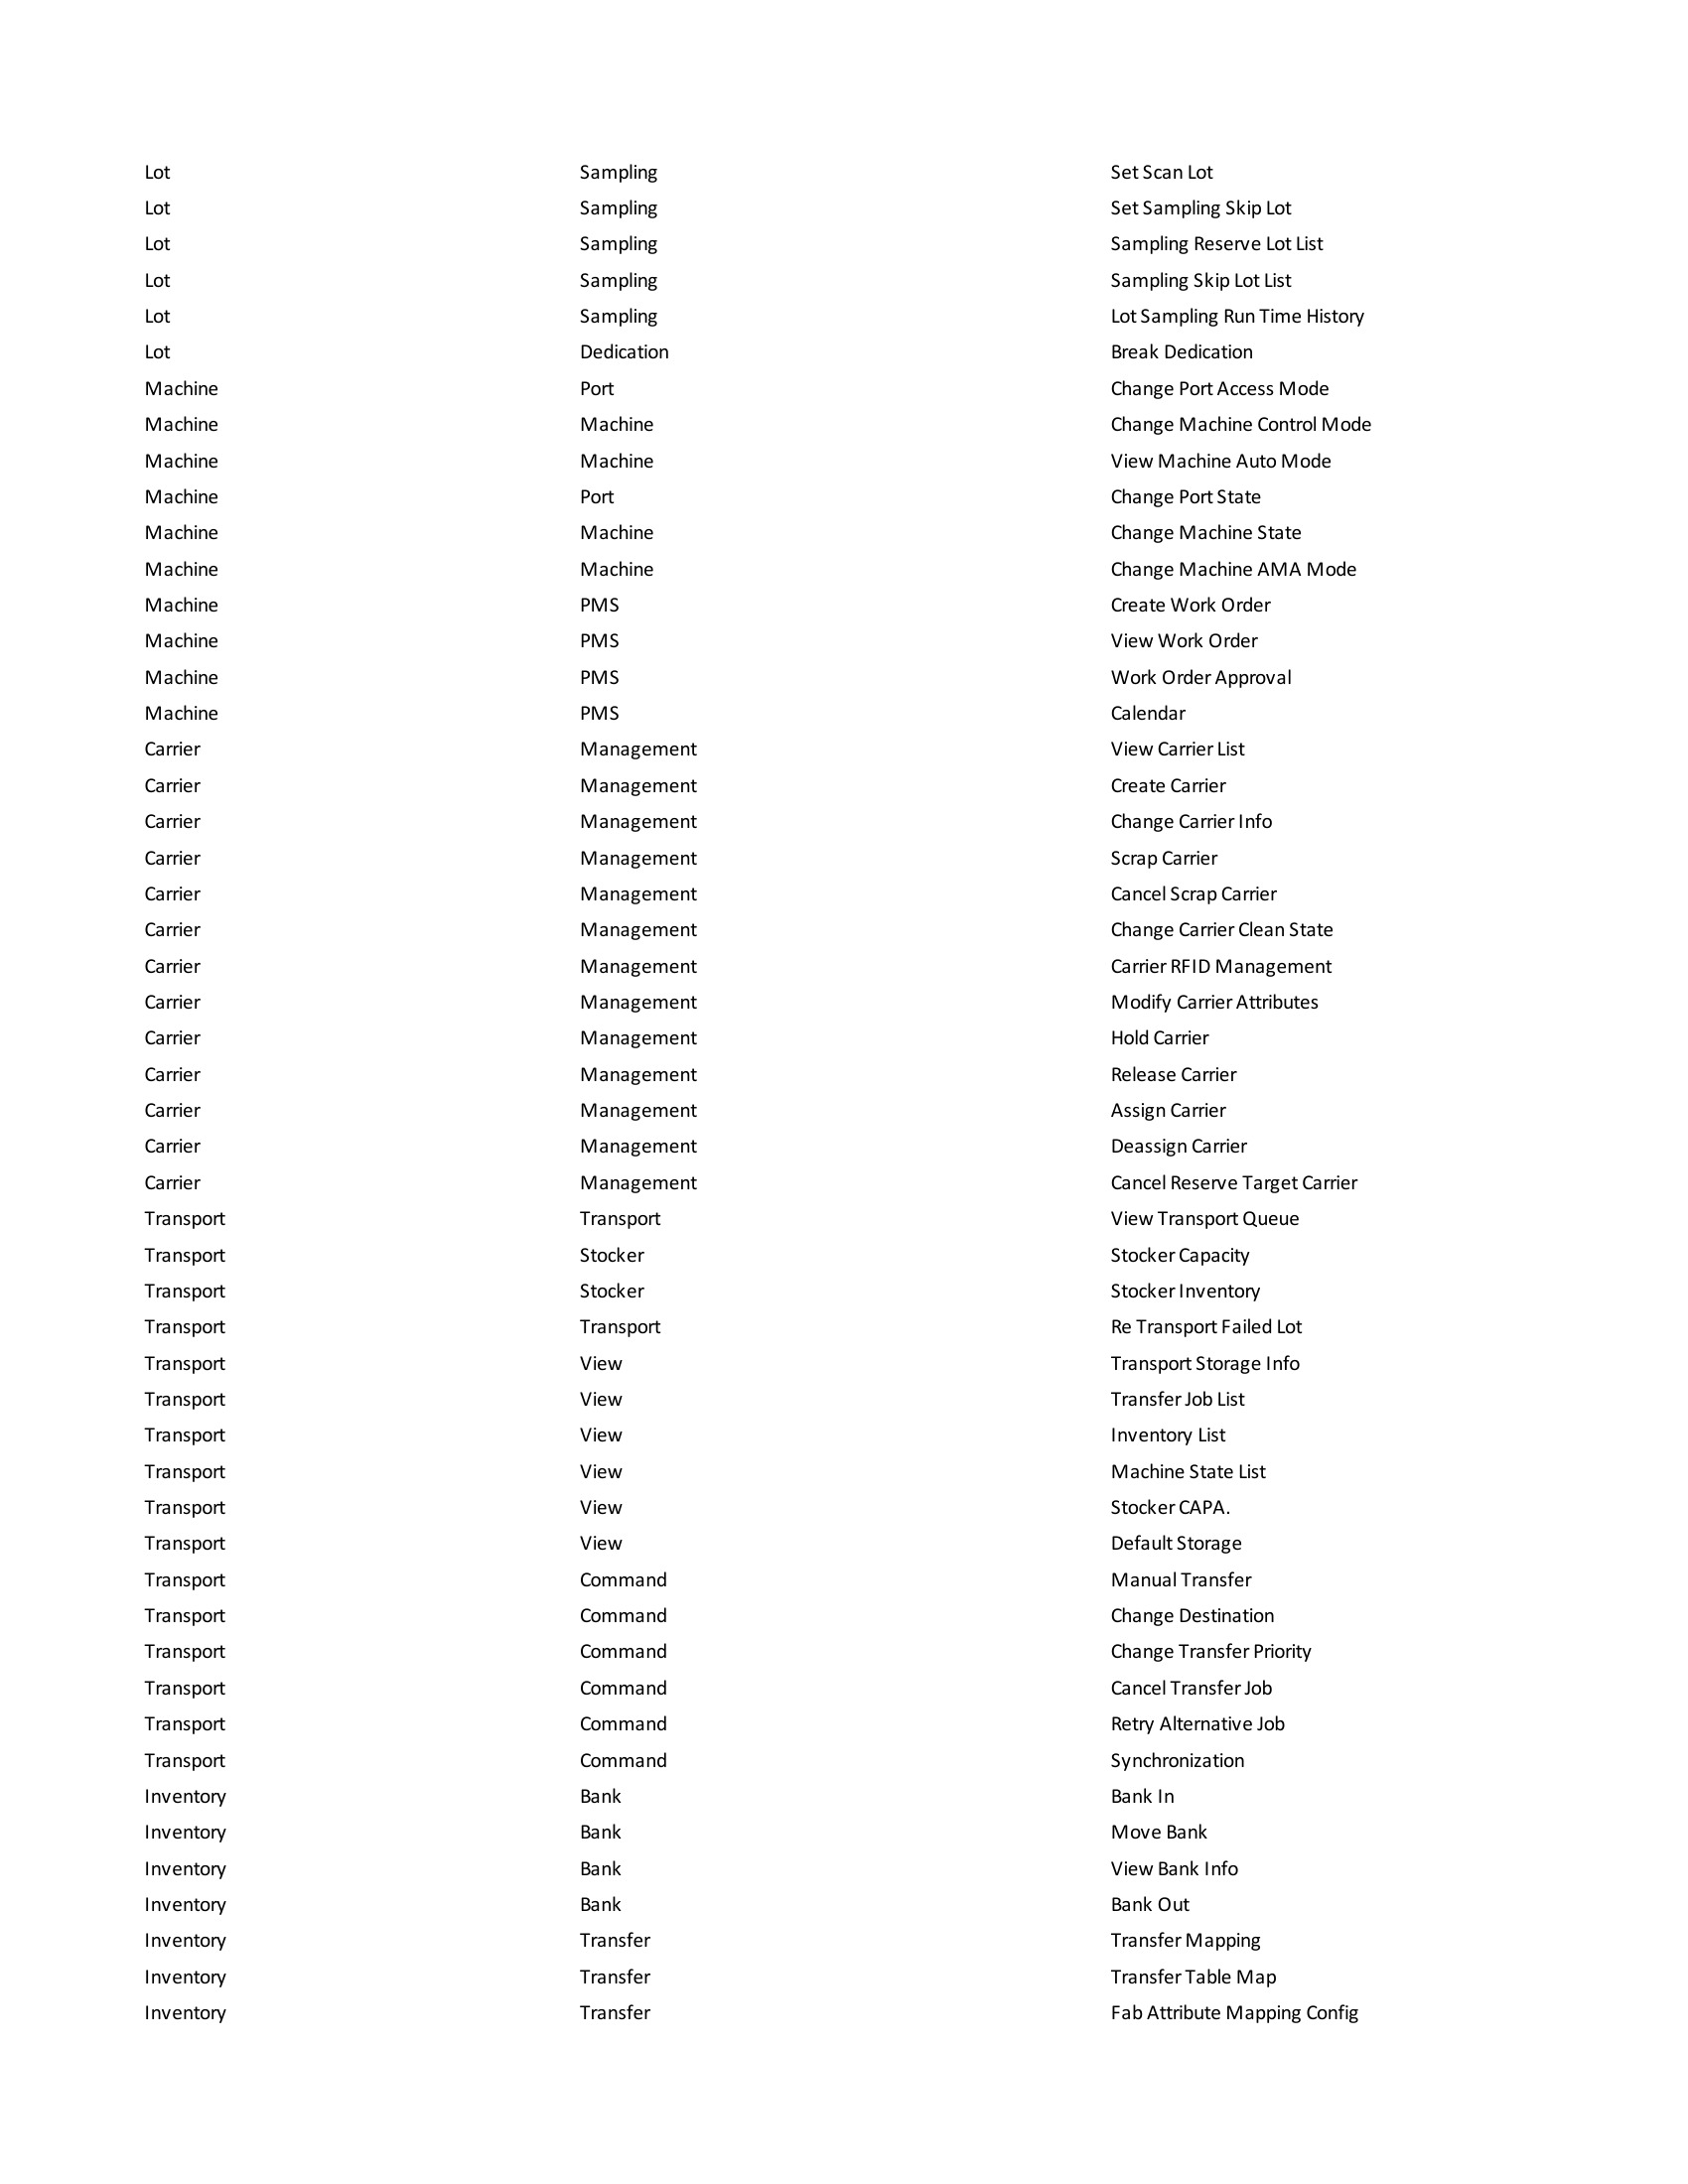 Lot Sampling Set Scan Lot
Lot Sampling Set Sampling Skip Lot
Lot Sampling Sampling Reserve Lot List
Lot Sampling Sampling Skip Lot List
Lot Sampling Lot Sampling Run Time History
Lot Dedication Break Dedication
Machine Port Change Port Access Mode
Machine Machine Change Machine Control Mode
Machine Machine View Machine Auto Mode
Machine Port Change Port State
Machine Machine Change Machine State
Machine Machine Change Machine AMA Mode
Machine PMS Create Work Order
Machine PMS View Work Order
Machine PMS Work Order Approval
Machine PMS Calendar
Carrier Management View Carrier List
Carrier Management Create Carrier
Carrier Management Change Carrier Info
Carrier Management Scrap Carrier
Carrier Management Cancel Scrap Carrier
Carrier Management Change Carrier Clean State
Carrier Management Carrier RFID Management
Carrier Management Modify Carrier Attributes
Carrier Management Hold Carrier
Carrier Management Release Carrier
Carrier Management Assign Carrier
Carrier Management Deassign Carrier
Carrier Management Cancel Reserve Target Carrier
Transport Transport View Transport Queue
Transport Stocker Stocker Capacity
Transport Stocker Stocker Inventory
Transport Transport Re Transport Failed Lot
Transport View Transport Storage Info
Transport View Transfer Job List
Transport View Inventory List
Transport View Machine State List
Transport View Stocker CAPA.
Transport View Default Storage
Transport Command Manual Transfer
Transport Command Change Destination
Transport Command Change Transfer Priority
Transport Command Cancel Transfer Job
Transport Command Retry Alternative Job
Transport Command Synchronization
Inventory Bank Bank In
Inventory Bank Move Bank
Inventory Bank View Bank Info
Inventory Bank Bank Out
Inventory Transfer Transfer Mapping
Inventory Transfer Transfer Table Map
Inventory Transfer Fab Attribute Mapping Config